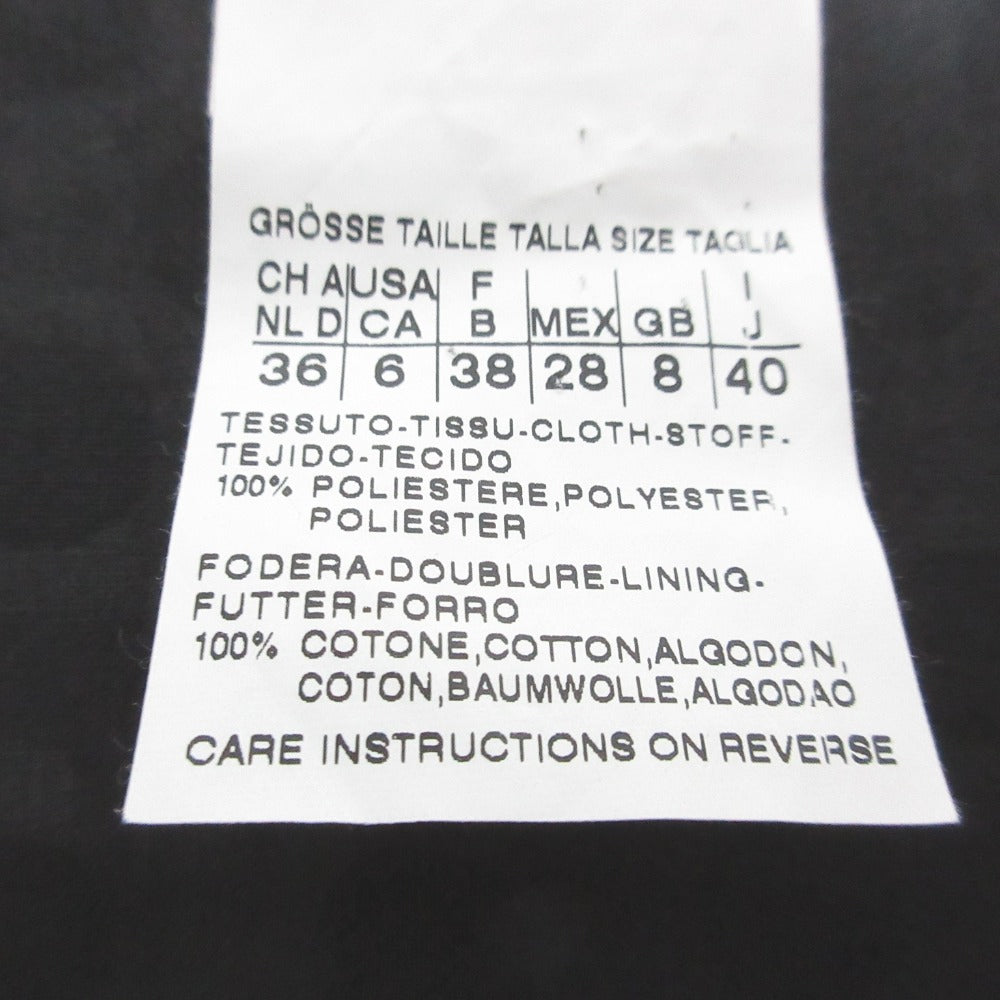 GRÖSSE TAILLE TALLA SIZE TAGLIA
CH A USA F I
NL D CA B MEX GB J
36 6 38 28 8 40
TESSUTO-TISSU-CLOTH-STOFF-
TEJIDO-TECIDO
100% POLIESTERE,POLYESTER,
POLIESTER
FODERA-DOUBLURE-LINING-
FUTTER-FORRO
100% COTONE,COTTON,ALGODON,
COTON,BAUMWOLLE,ALGODAO
CARE INSTRUCTIONS ON REVERSE